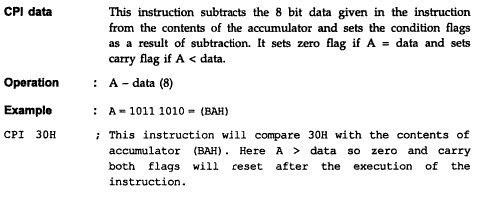 CPI data This instruction subtracts the 8 bit data given in the instruction
from the contents of the accumulator and sets the condition flags
as a result of subtraction. It sets zero flag if A = data and sets
carry flag if A < data.
Operation : A – data (8)
Example : A = 1011 1010 = (BAH)
CPI 30H ; This instruction will compare 30H with the contents of
accumulator (BAH). Here A > data so zero and carry
both flags will reset after the execution of the
instruction.